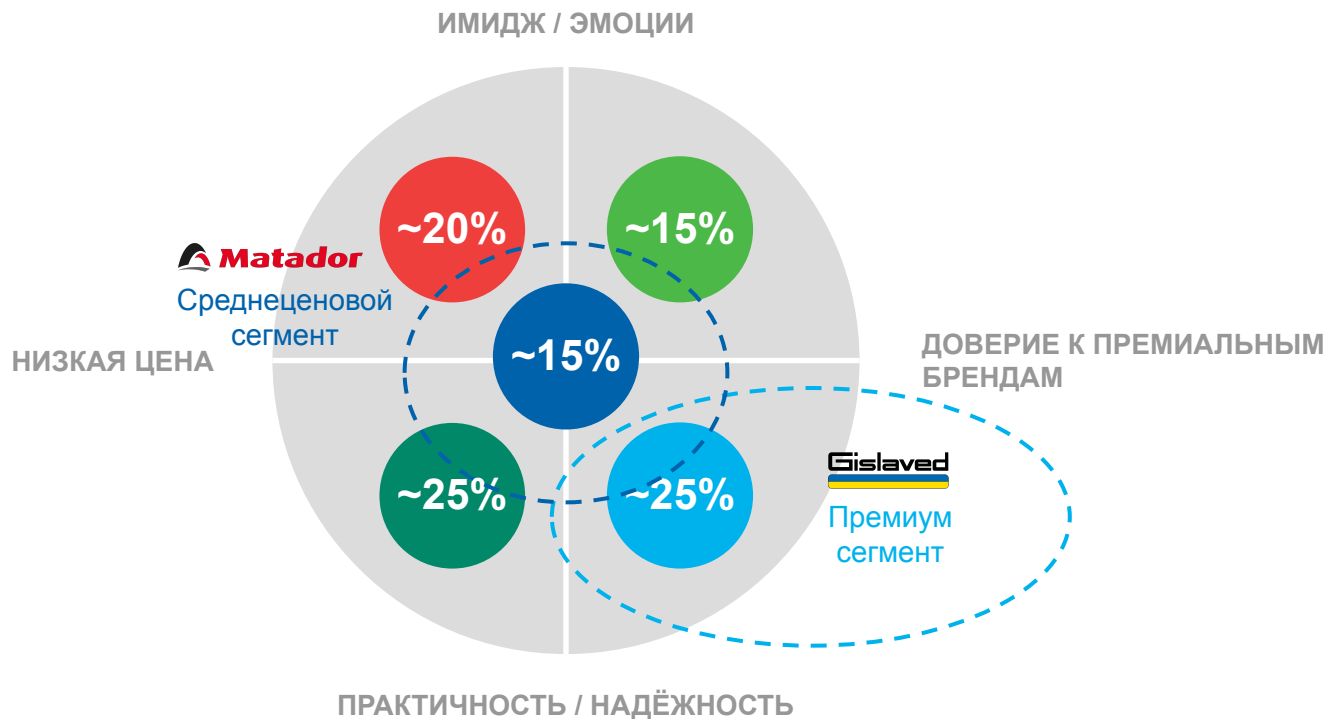 ИМИДЖ / ЭМОЦИИ
~20%
~15%
Matador
Среднеценовой
сегмент
~15%
НИЗКАЯ ЦЕНА
ДОВЕРИЕ К ПРЕМИАЛЬНЫМ
БРЕНДАМ
~25%
~25%
Gislaved
Премиум
сегмент
ПРАКТИЧНОСТЬ / НАДЁЖНОСТЬ